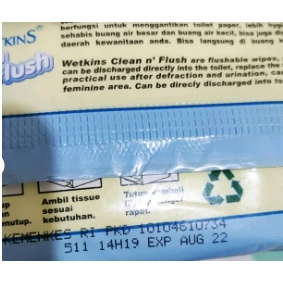 TKINS®
berfungsi untuk menggantikan toilet paper, lebih
sehabis buang air besar dan buang air kecil, bisa juga
daerah kewanitaan anda. Bisa langsung di buang
Flush
Wetkins Clean n' Flush are flushable wipes,
can be discharged directly into the toilet, replace the
practical use after defraction and urination, can
feminine area. Can be direcly discharged into
Ambil tissue
sesuai
kebutuhan.
Tutup kembali
rapat.
KEMENKES RI PKD 10104610734
511 14H19 EXP AUG 22